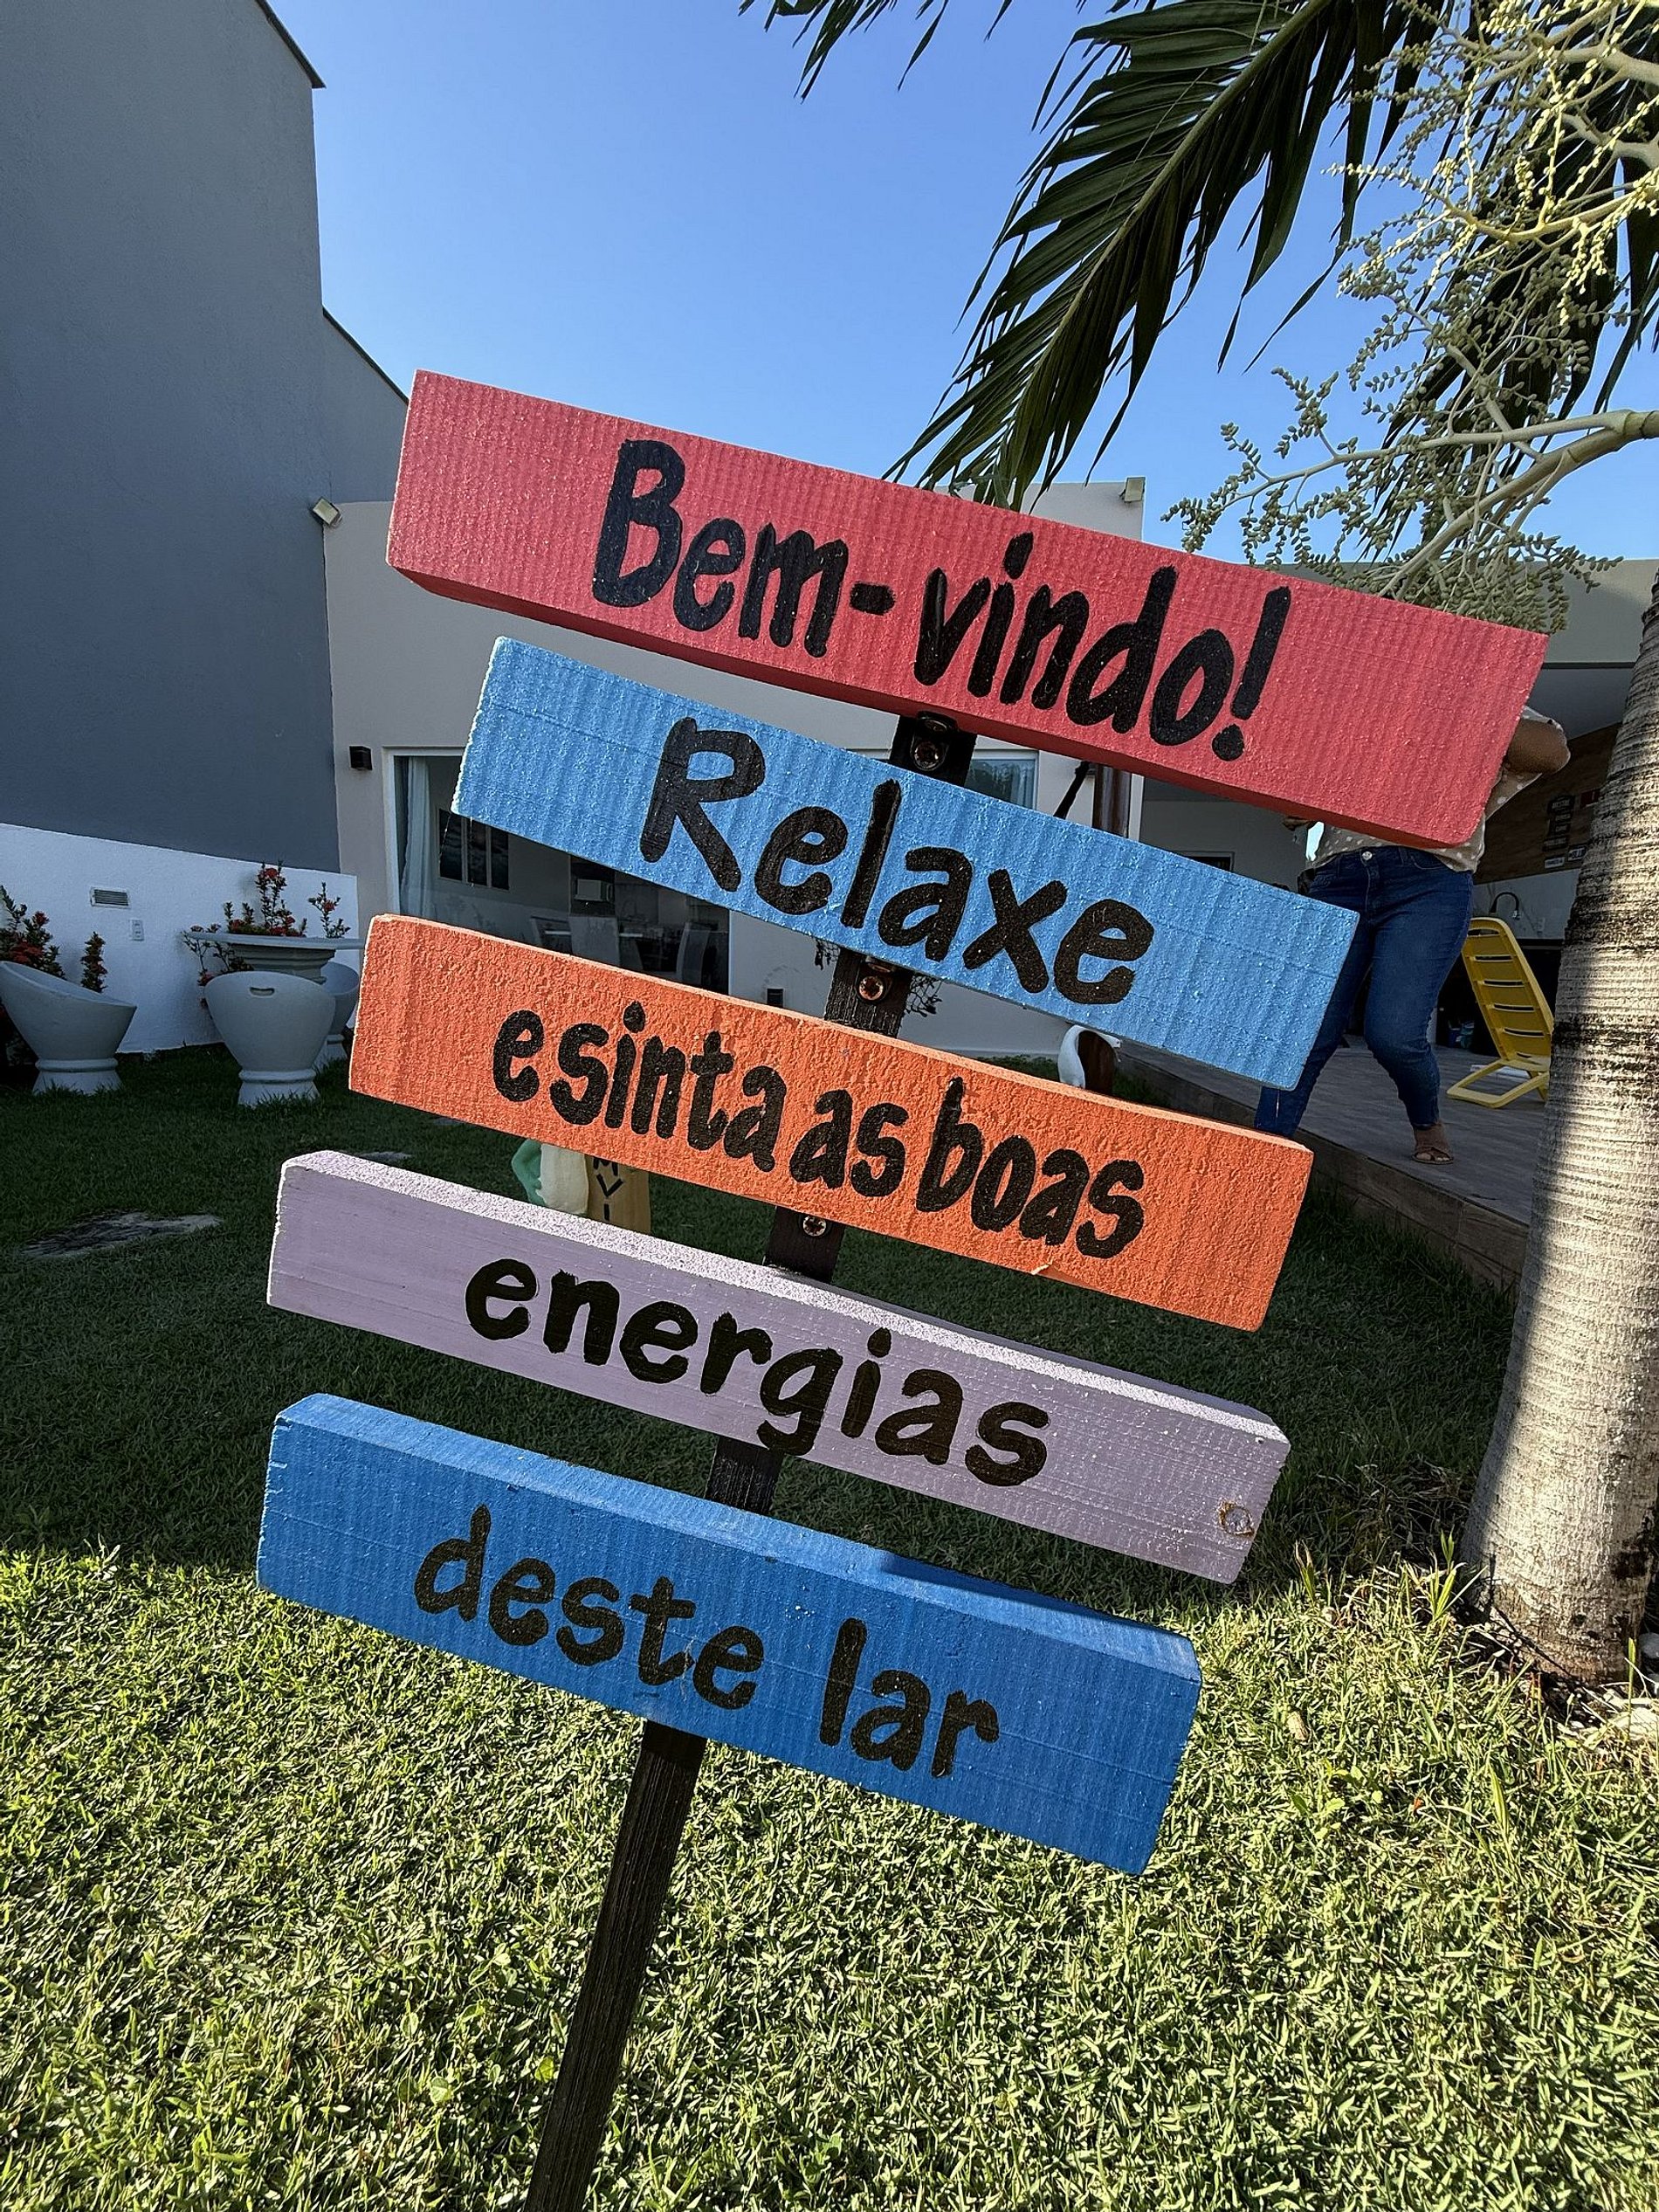 Bem-vindo!
Relaxe
e sinta as boas
energias
deste lar